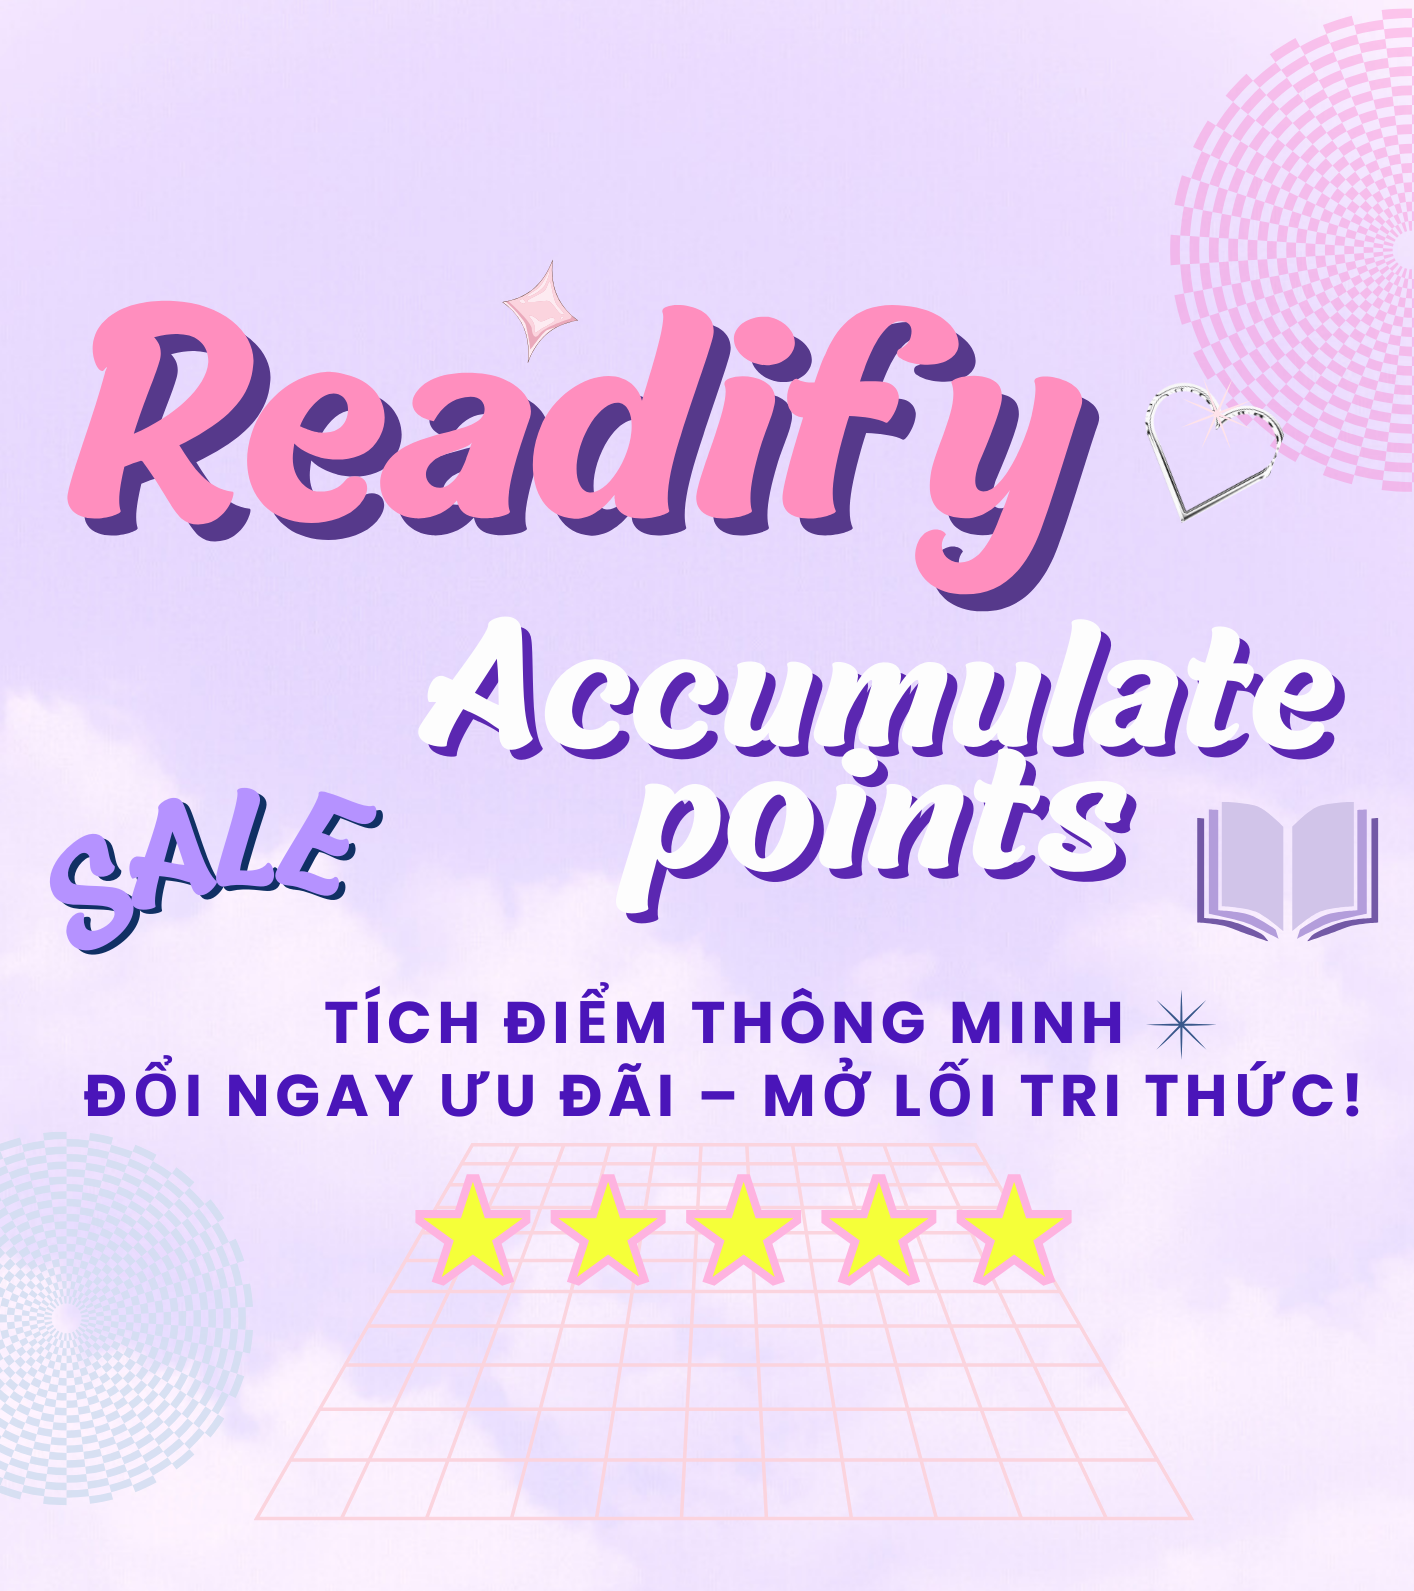 Readify
Accumulate
points
SALE
TÍCH ĐIỂM THÔNG MINH
ĐỔI NGAY ƯU ĐÃI – MỞ LỐI TRI THỨC!